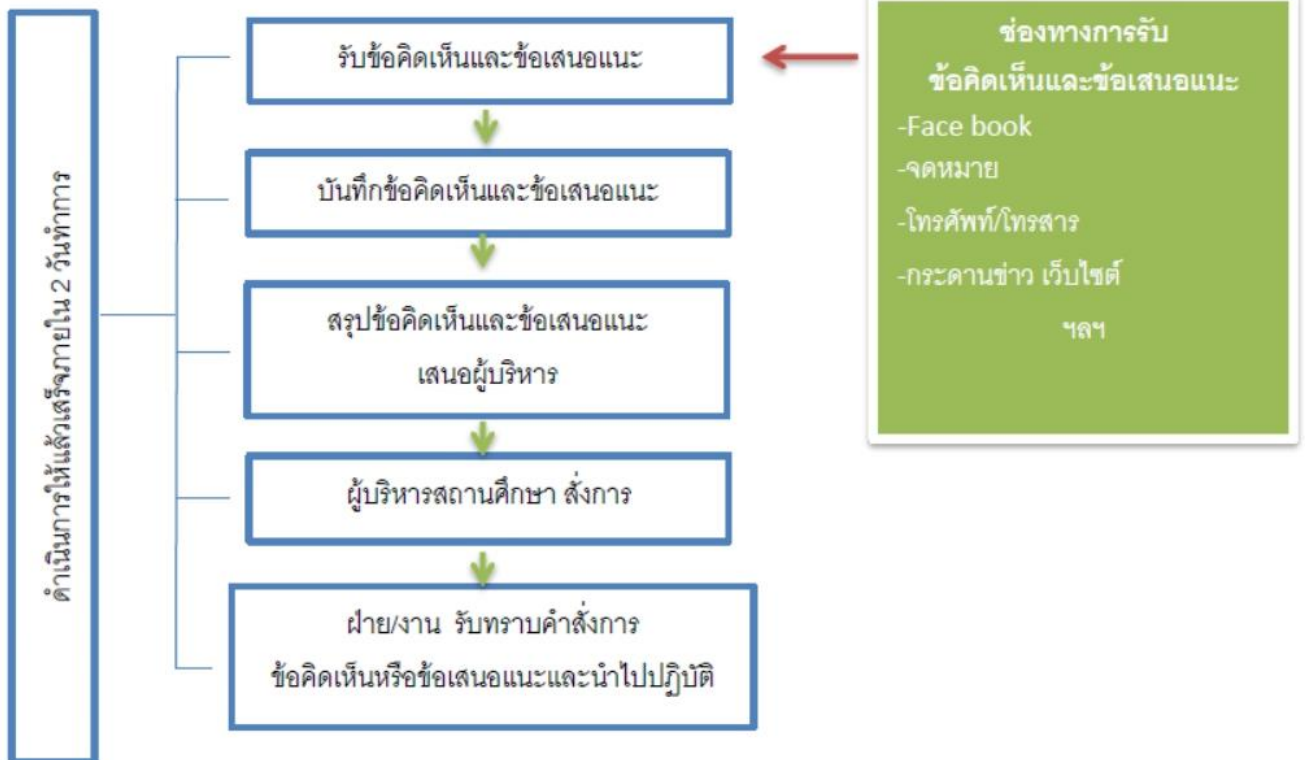 ดำเนินการให้แล้วเสร็จภายใน 2 วันทำการ
รับข้อคิดเห็นและข้อเสนอแนะ
บันทึกข้อคิดเห็นและข้อเสนอแนะ
สรุปข้อคิดเห็นและข้อเสนอแนะ
เสนอผู้บริหาร
ผู้บริหารสถานศึกษา สั่งการ
ฝ่าย/งาน รับทราบคำสั่งการ
ข้อคิดเห็นหรือข้อเสนอแนะและนำไปปฏิบัติ
ช่องทางการรับ
ข้อคิดเห็นและข้อเสนอแนะ
-Face book
-จดหมาย
-โทรศัพท์/โทรสาร
-กระดานข่าว เว็บไซต์
ฯลฯ